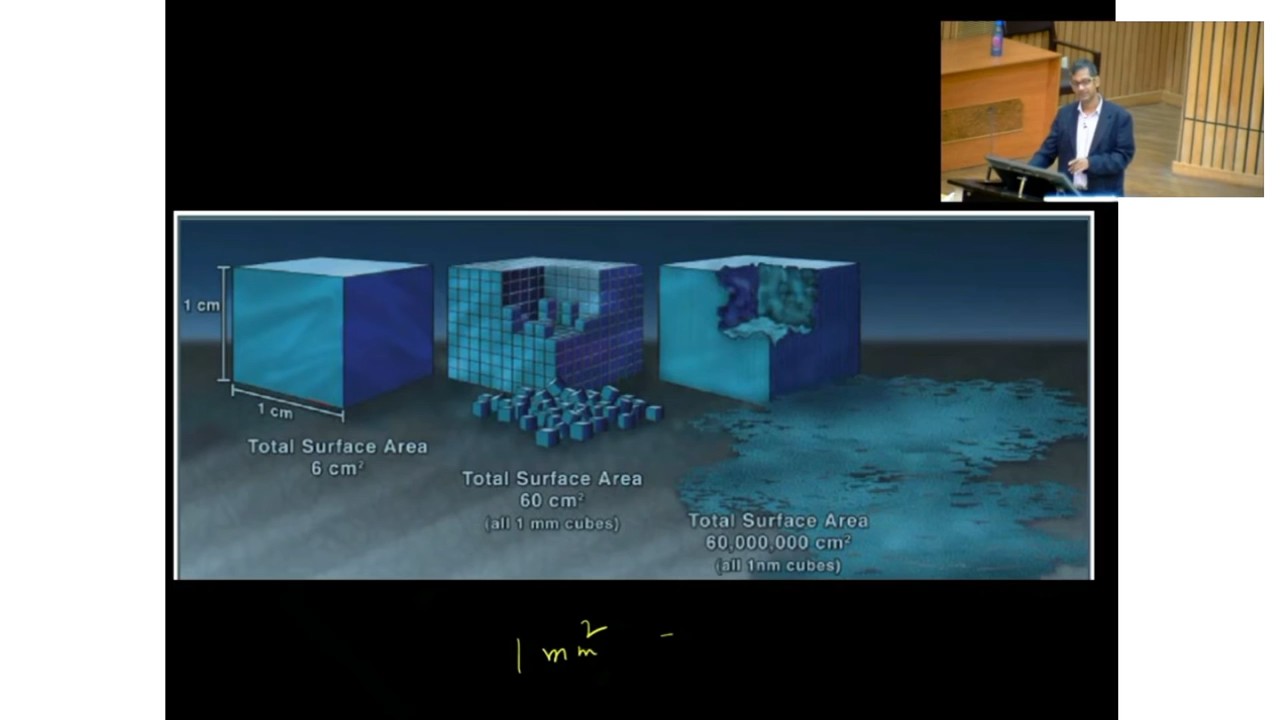 1 cm
1 cm
Total Surface Area
6 cm²
Total Surface Area
60 cm²
(all 1 mm cubes)
Total Surface Area
60,000,000 cm²
(all 1nm cubes)
1 mm² -